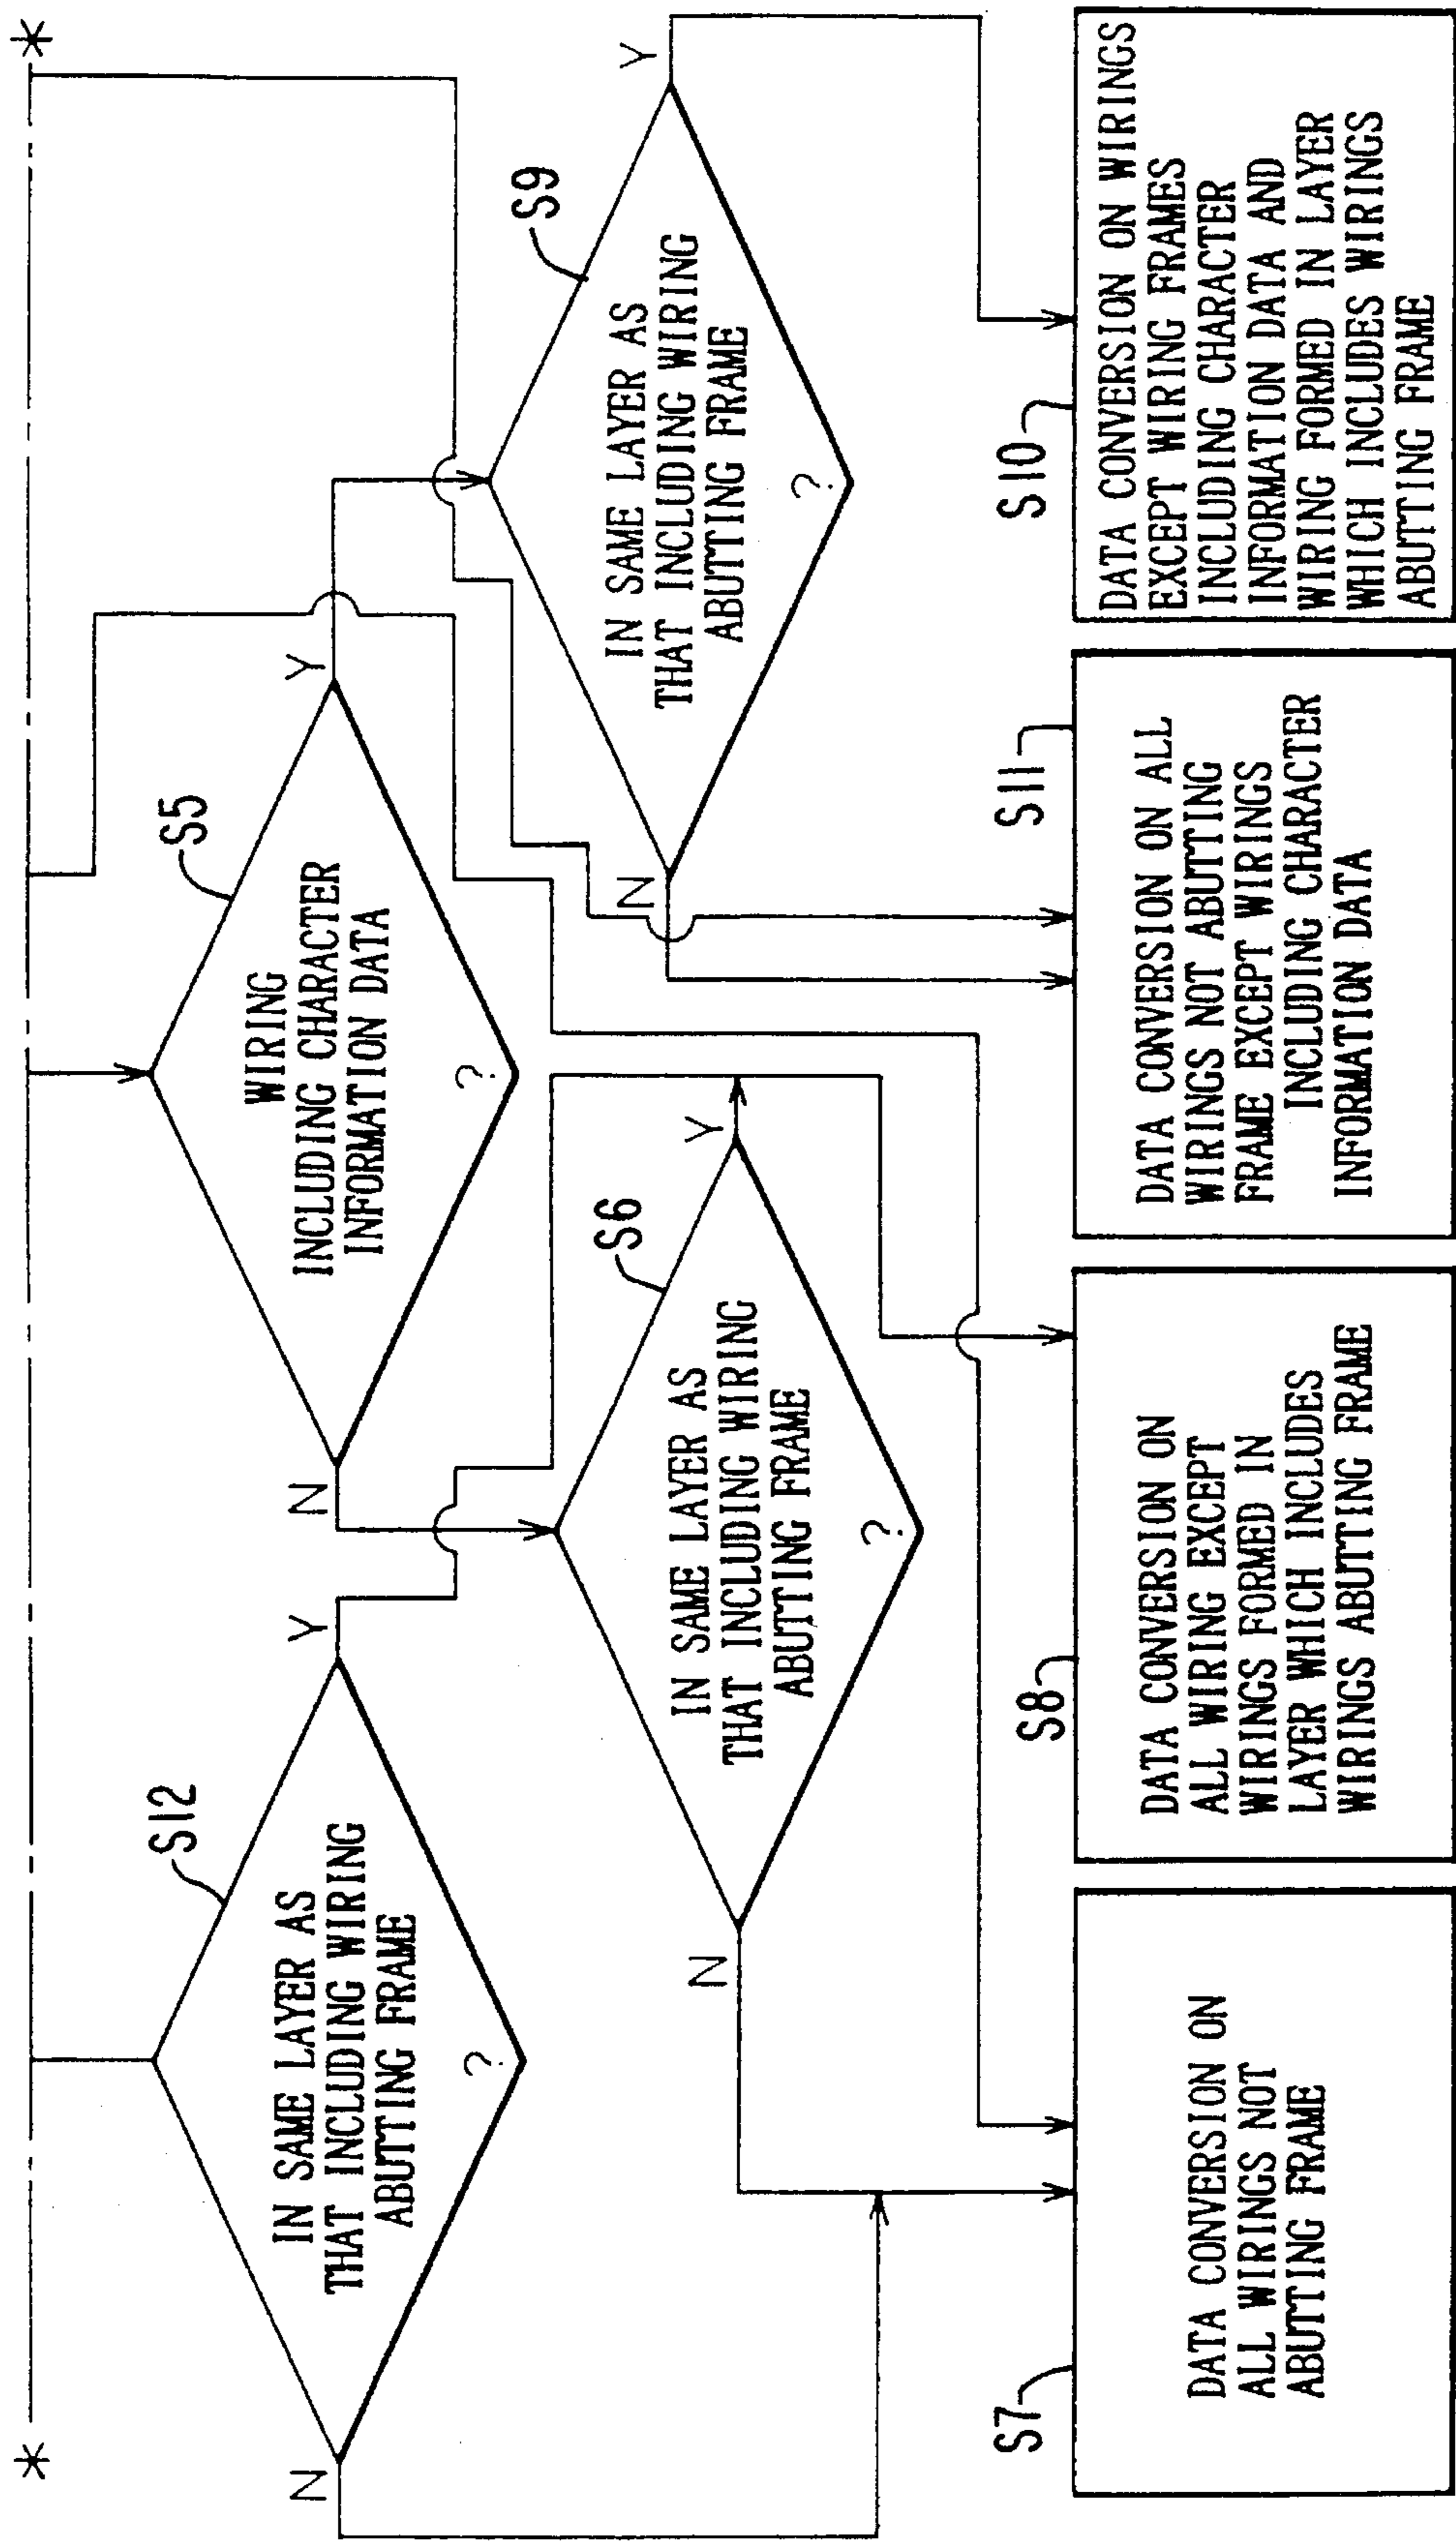 *
*
S12
IN SAME LAYER AS
THAT INCLUDING WIRING
ABUTTING FRAME
?
N
Y
S5
WIRING
INCLUDING CHARACTER
INFORMATION DATA
?
N
Y
S6
IN SAME LAYER AS
THAT INCLUDING WIRING
ABUTTING FRAME
?
N
Y
S9
IN SAME LAYER AS
THAT INCLUDING WIRING
ABUTTING FRAME
?
N
Y
S7
DATA CONVERSION ON
ALL WIRINGS NOT
ABUTTING FRAME
S8
DATA CONVERSION ON
ALL WIRING EXCEPT
WIRINGS FORMED IN
LAYER WHICH INCLUDES
WIRINGS ABUTTING FRAME
S11
DATA CONVERSION ON ALL
WIRINGS NOT ABUTTING
FRAME EXCEPT WIRINGS
INCLUDING CHARACTER
INFORMATION DATA
S10
DATA CONVERSION ON WIRINGS
EXCEPT WIRING FRAMES
INCLUDING CHARACTER
INFORMATION DATA AND
WIRING FORMED IN LAYER
WHICH INCLUDES WIRINGS
ABUTTING FRAME